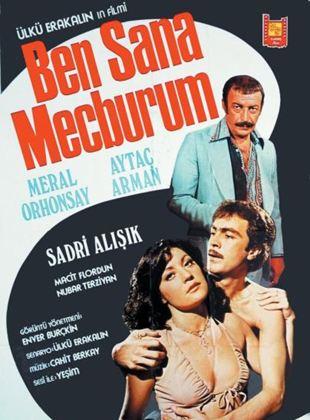 ÜLKÜ ERAKALIN IN FİLMİ
Ben Sana
Mecburum
MERAL
ORHONSAY
AYTAÇ
ARMAN
SADRİ ALIŞIK
MACİT FLORDUN
NUBAR TERZİYAN
GÖRÜNTÜ YÖNETMENİ:
ENVER BURÇKİN
SENARYO: ÜLKÜ ERAKALIN
MÜZİK: CAHİT BERKAY
SESİ İLE: YEŞİM